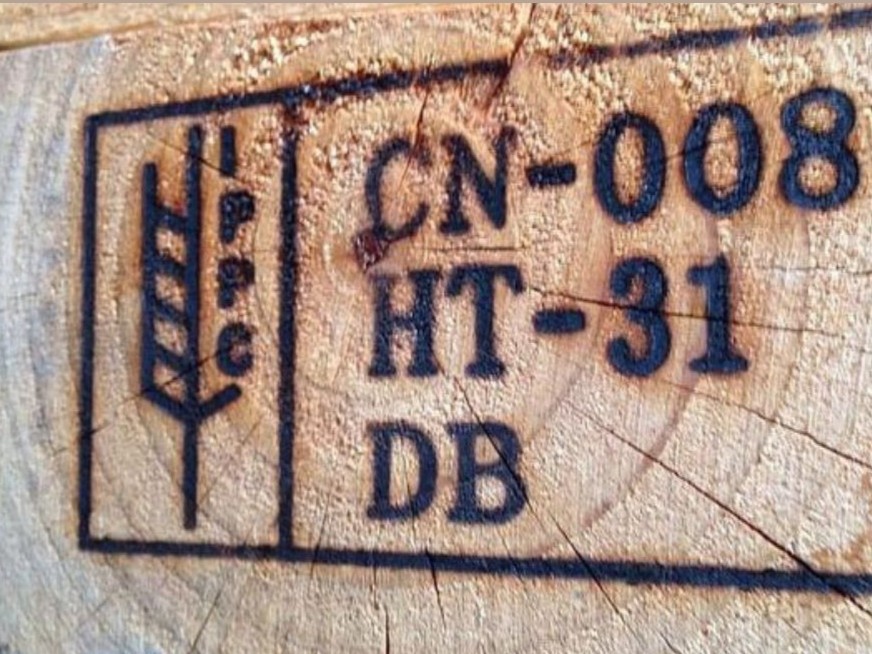 IPPC
CN-008
HT-31
DB